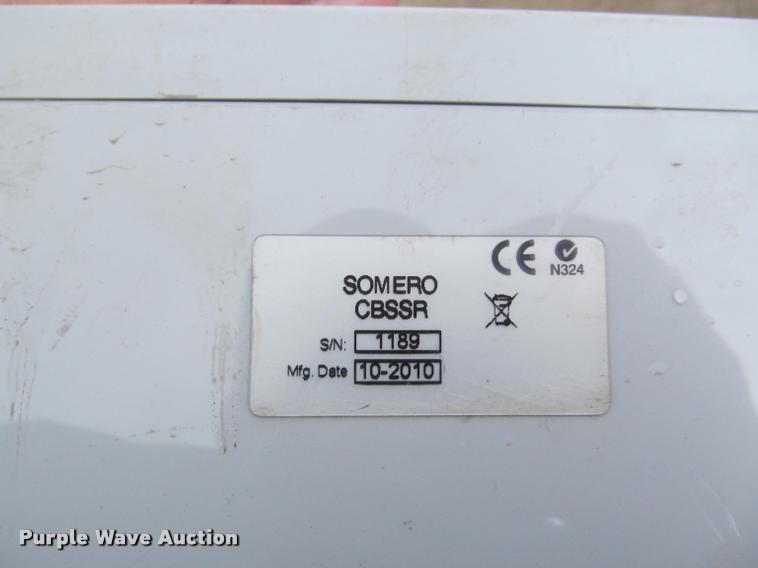 CE
N324
SOMERO
CBSSR
S/N: 1189
Mfg. Date 10-2010
Purple Wave Auction